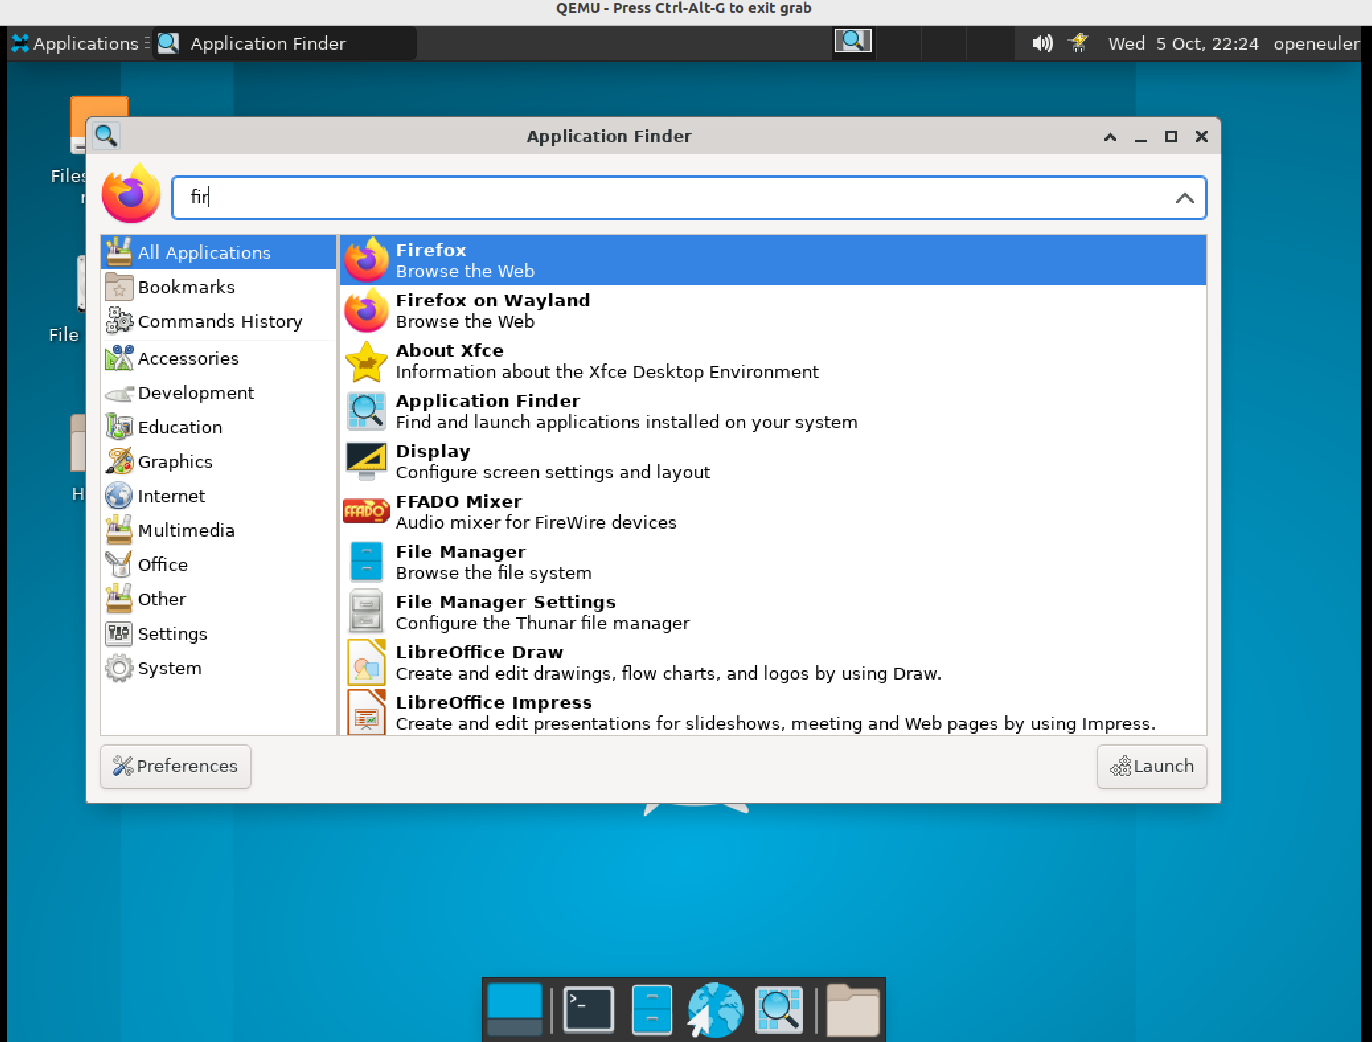 QEMU - Press Ctrl-Alt-G to exit grab
Applications
Application Finder
Wed 5 Oct, 22:24
openeuler
Files
File
H
Application Finder
fir
All Applications
Bookmarks
Commands History
Accessories
Development
Education
Graphics
Internet
Multimedia
Office
Other
Settings
System
Firefox
Browse the Web
Firefox on Wayland
Browse the Web
About Xfce
Information about the Xfce Desktop Environment
Application Finder
Find and launch applications installed on your system
Display
Configure screen settings and layout
FFADO
FFADO Mixer
Audio mixer for FireWire devices
File Manager
Browse the file system
File Manager Settings
Configure the Thunar file manager
LibreOffice Draw
Create and edit drawings, flow charts, and logos by using Draw.
LibreOffice Impress
Create and edit presentations for slideshows, meeting and Web pages by using Impress.
Preferences
Launch